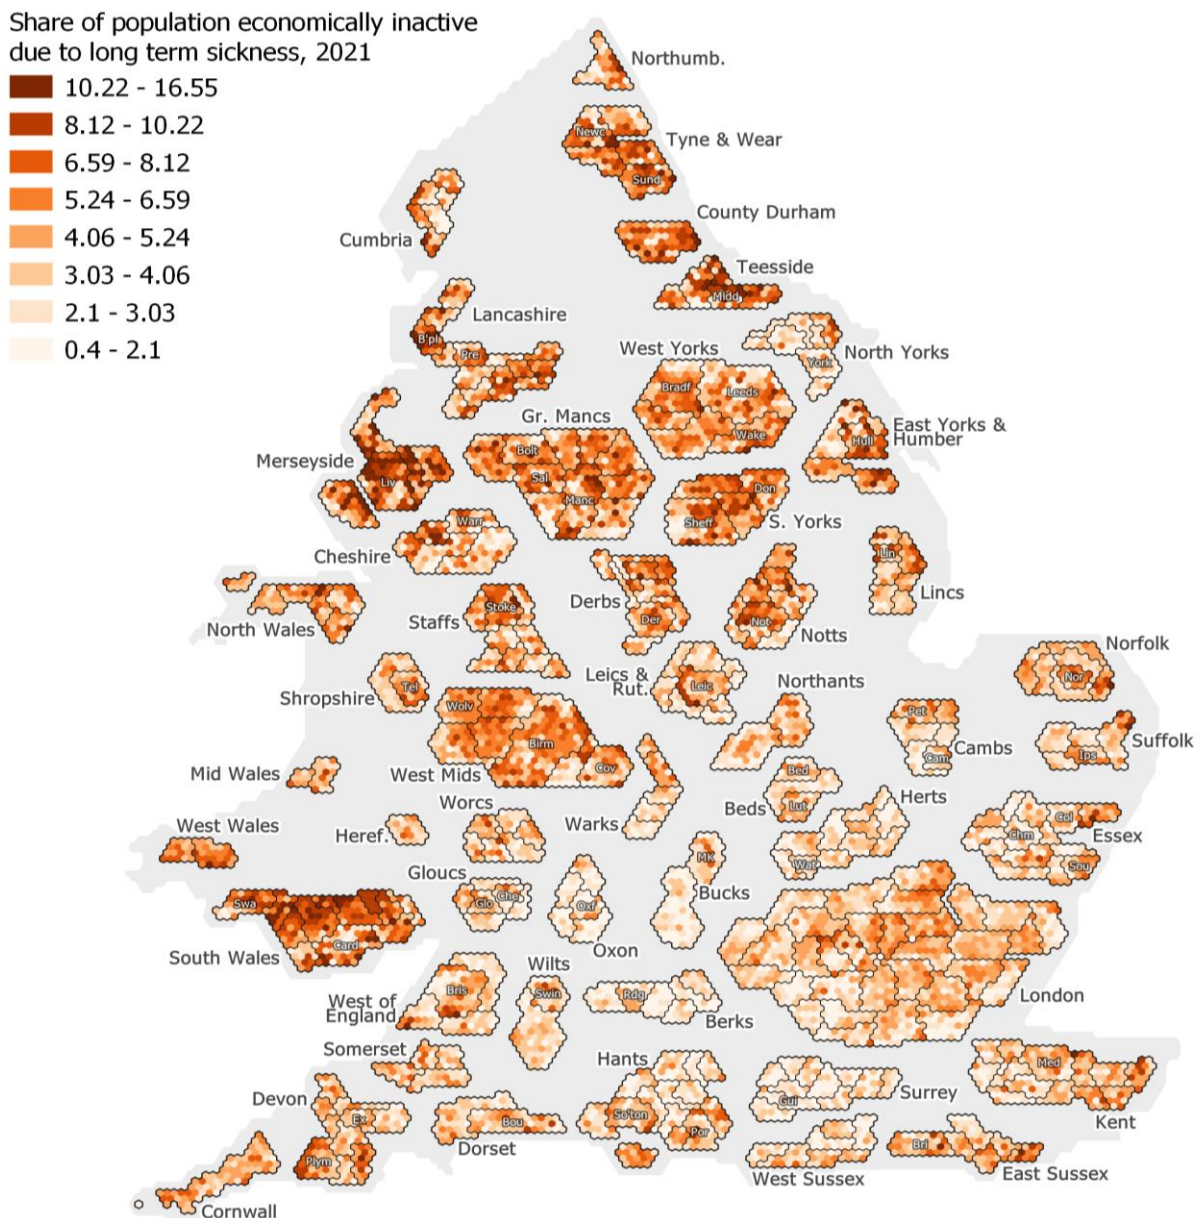 Share of population economically inactive
due to long term sickness, 2021
10.22 - 16.55
8.12 - 10.22
6.59 - 8.12
5.24 - 6.59
4.06 - 5.24
3.03 - 4.06
2.1 - 3.03
0.4 - 2.1
Northumb.
Newc
Tyne & Wear
Sund
County Durham
Cumbria
Teesside
Midd
Lancashire
B'pl
Pre
West Yorks
North Yorks
York
Bradf
Leeds
Wake
Gr. Mancs
East Yorks &
Humber
Hull
Bolt
Sal
Manc
Merseyside
Liv
Don
Sheff
S. Yorks
Warr
Cheshire
Lin
Lincs
North Wales
Staffs
Stoke
Derbs
Der
Not
Notts
Norfolk
Nor
Shropshire
Tel
Leics &
Rut.
Leic
Northants
Wolv
Birm
Cov
West Mids
Pet
Cam
Cambs
Suffolk
Ips
Mid Wales
Worcs
Warks
Bed
Lut
Beds
Herts
Wat
Col
Chm
Essex
Sou
West Wales
Heref.
Gloucs
Glo
Che
Oxf
Oxon
MK
Bucks
Swa
Card
South Wales
West of
England
Bris
Wilts
Swin
Rdg
Berks
London
Somerset
Hants
Surrey
Gui
Med
Kent
Devon
Ex
Plym
Bou
Dorset
So'ton
Por
West Sussex
Bri
East Sussex
Cornwall